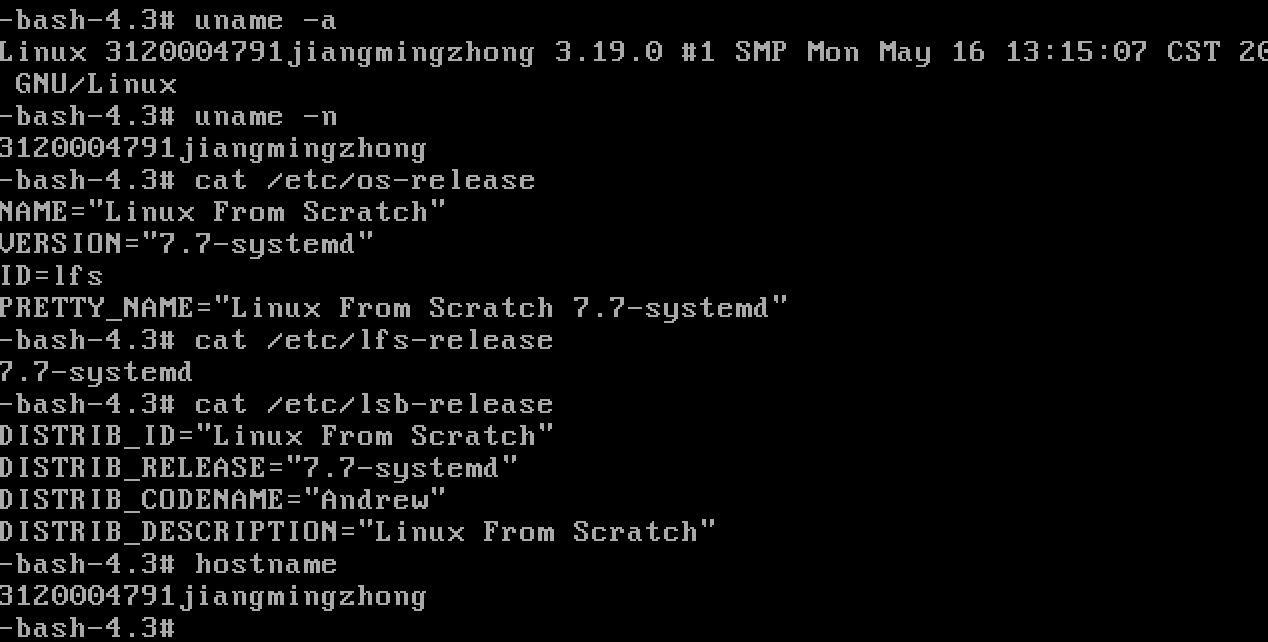 -bash-4.3# uname -a
Linux 3120004791jiangmingzhong 3.19.0 #1 SMP Mon May 16 13:15:07 CST 20
GNU/Linux
-bash-4.3# uname -n
3120004791jiangmingzhong
-bash-4.3# cat /etc/os-release
NAME="Linux From Scratch"
VERSION="7.7-systemd"
ID=lfs
PRETTY_NAME="Linux From Scratch 7.7-systemd"
-bash-4.3# cat /etc/lfs-release
7.7-systemd
-bash-4.3# cat /etc/lsb-release
DISTRIB_ID="Linux From Scratch"
DISTRIB_RELEASE="7.7-systemd"
DISTRIB_CODENAME="Andrew"
DISTRIB_DESCRIPTION="Linux From Scratch"
-bash-4.3# hostname
3120004791jiangmingzhong
-bash-4.3#